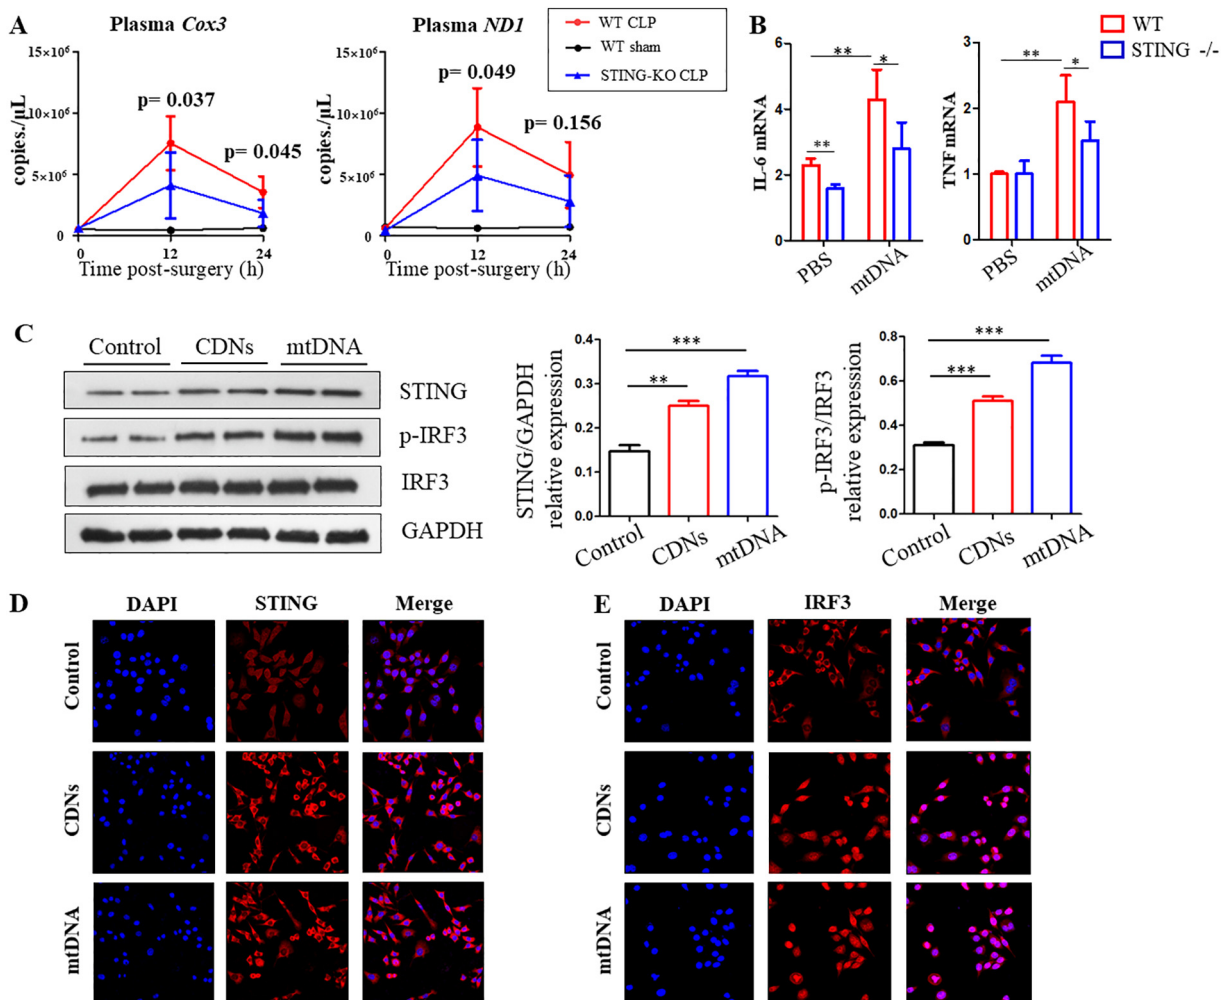 A
Plasma Cox3
Plasma ND1
WT CLP
WT sham
STING-KO CLP
copies./μL
15×10⁶
10×10⁶
5×10⁶
0
p= 0.037
p= 0.045
0 12 24
Time post-surgery (h)
copies./μL
15×10⁶
10×10⁶
5×10⁶
0
p= 0.049
p= 0.156
0 12 24
Time post-surgery (h)
B
WT
STING -/-
IL-6 mRNA
6
4
2
0
**
**
*
PBS mtDNA
TNF mRNA
3
2
1
0
**
*
PBS mtDNA
C
Control CDNs mtDNA
STING
p-IRF3
IRF3
GAPDH
STING/GAPDH
relative expression
0.4
0.3
0.2
0.1
0.0
***
**
Control CDNs mtDNA
p-IRF3/IRF3
relative expression
0.8
0.6
0.4
0.2
0.0
***
***
Control CDNs mtDNA
D
DAPI STING Merge
Control
CDNs
mtDNA
E
DAPI IRF3 Merge
Control
CDNs
mtDNA